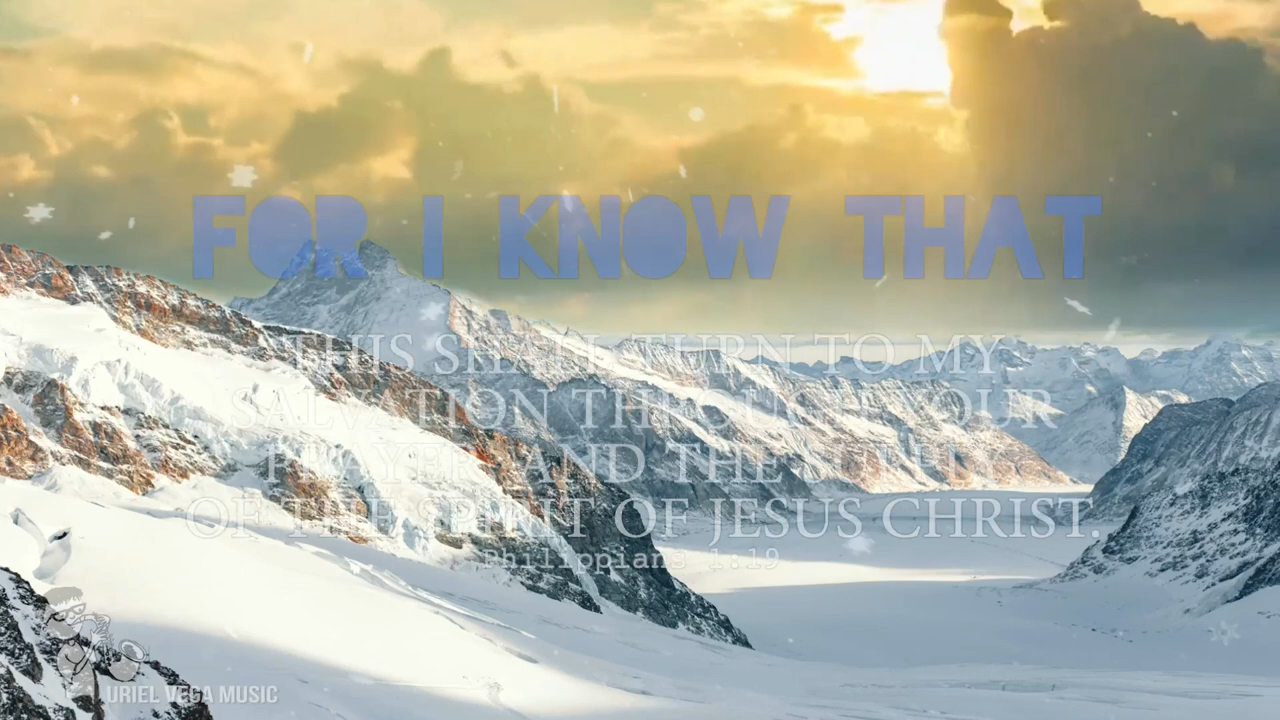 FOR I KNOW THAT
THIS SHALL TURN TO MY
SALVATION THROUGH YOUR
PRAYER, AND THE SUPPLY
OF THE SPIRIT OF JESUS CHRIST.
Philippians 1:19
URIEL VEGA MUSIC